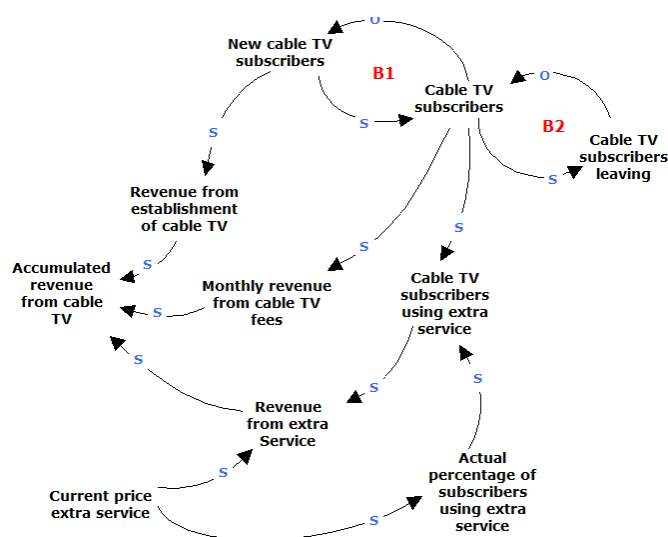 O
New cable TV
subscribers
B1
O
Cable TV
subscribers
S
S
B2
Cable TV
subscribers
leaving
S
Revenue from
establishment
of cable TV
S
S
Accumulated
revenue
from cable
TV
S
Monthly revenue
from cable TV
fees
S
Cable TV
subscribers
using extra
service
S
S
S
Revenue
from extra
Service
Actual
percentage of
subscribers
using extra
service
S
Current price
extra service
S